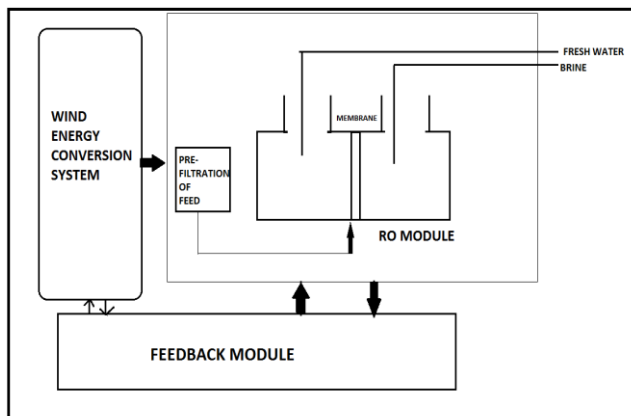 FRESH WATER
BRINE
WIND
ENERGY
CONVERSION
SYSTEM
MEMBRANE
PRE-
FILTRATION
OF
FEED
RO MODULE
FEEDBACK MODULE